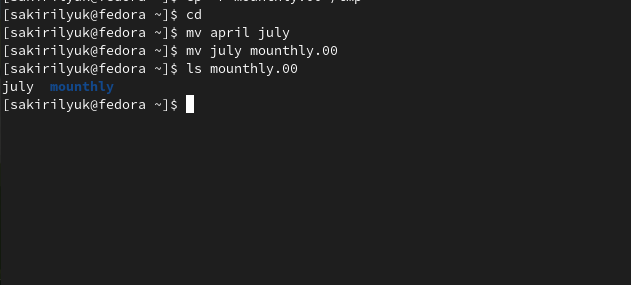 [sakirilyuk@fedora ~]$ cd
[sakirilyuk@fedora ~]$ mv april july
[sakirilyuk@fedora ~]$ mv july mounthly.00
[sakirilyuk@fedora ~]$ ls mounthly.00
july  mounthly
[sakirilyuk@fedora ~]$